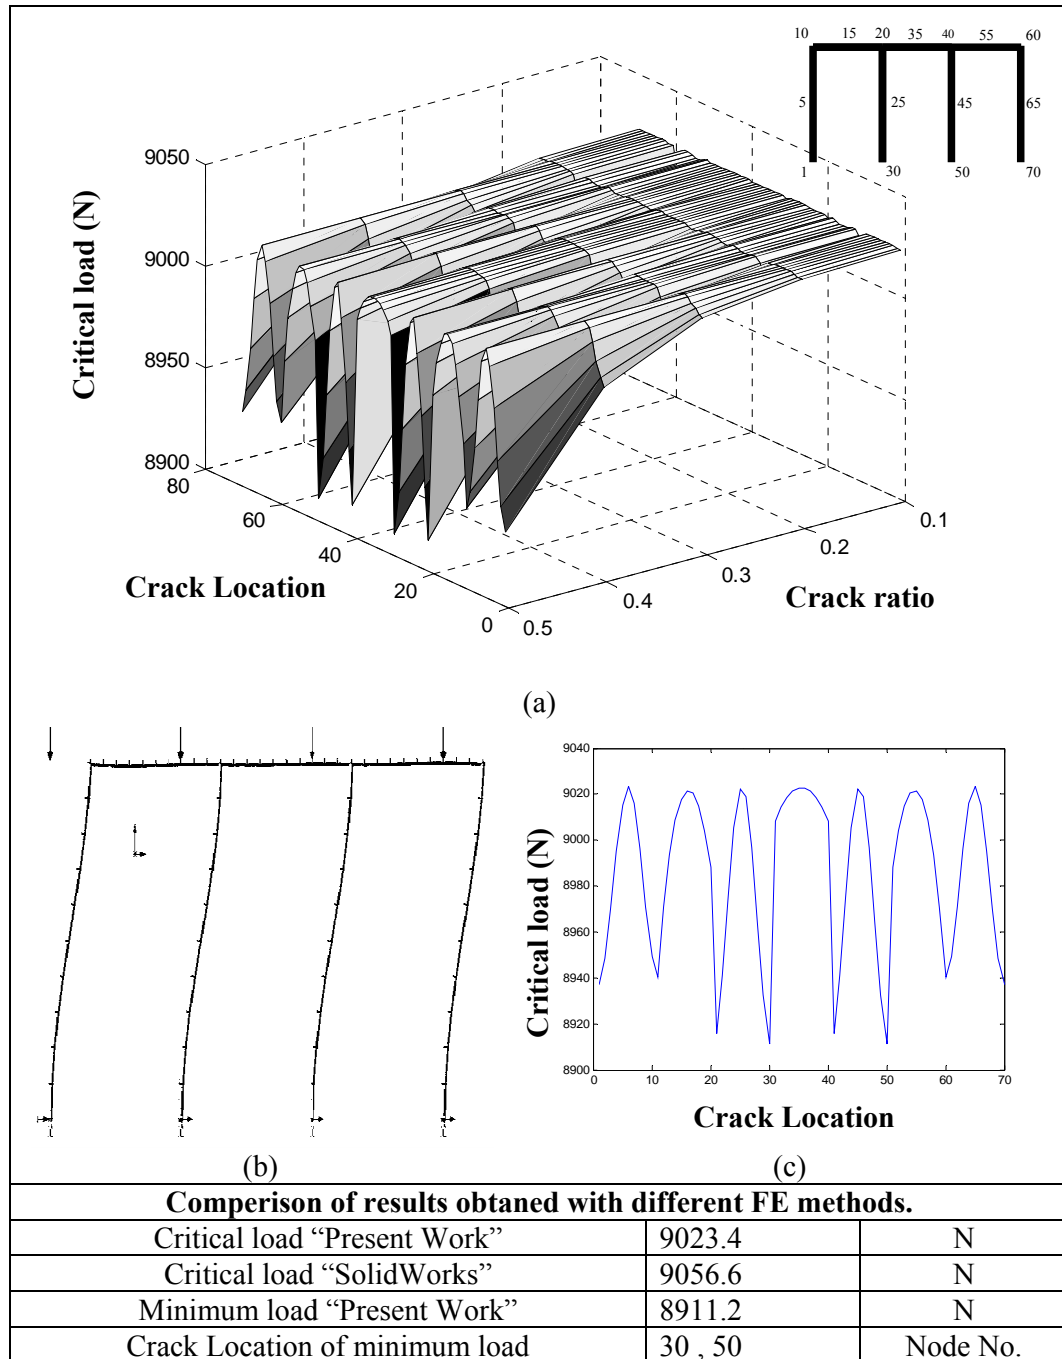 10 15 20 35 40 55 60
5 25 45 65
1 30 50 70
9050
9000
8950
8900
Critical load (N)
80
60
40
20
0
Crack Location
0.5
0.4
0.3
0.2
0.1
Crack ratio
(a)
9040
9020
9000
8980
8960
8940
8920
8900
Critical load (N)
0 10 20 30 40 50 60 70
Crack Location
(b) (c)
Comperison of results obtaned with different FE methods.
Critical load “Present Work” 9023.4 N
Critical load “SolidWorks” 9056.6 N
Minimum load “Present Work” 8911.2 N
Crack Location of minimum load 30 , 50 Node No.